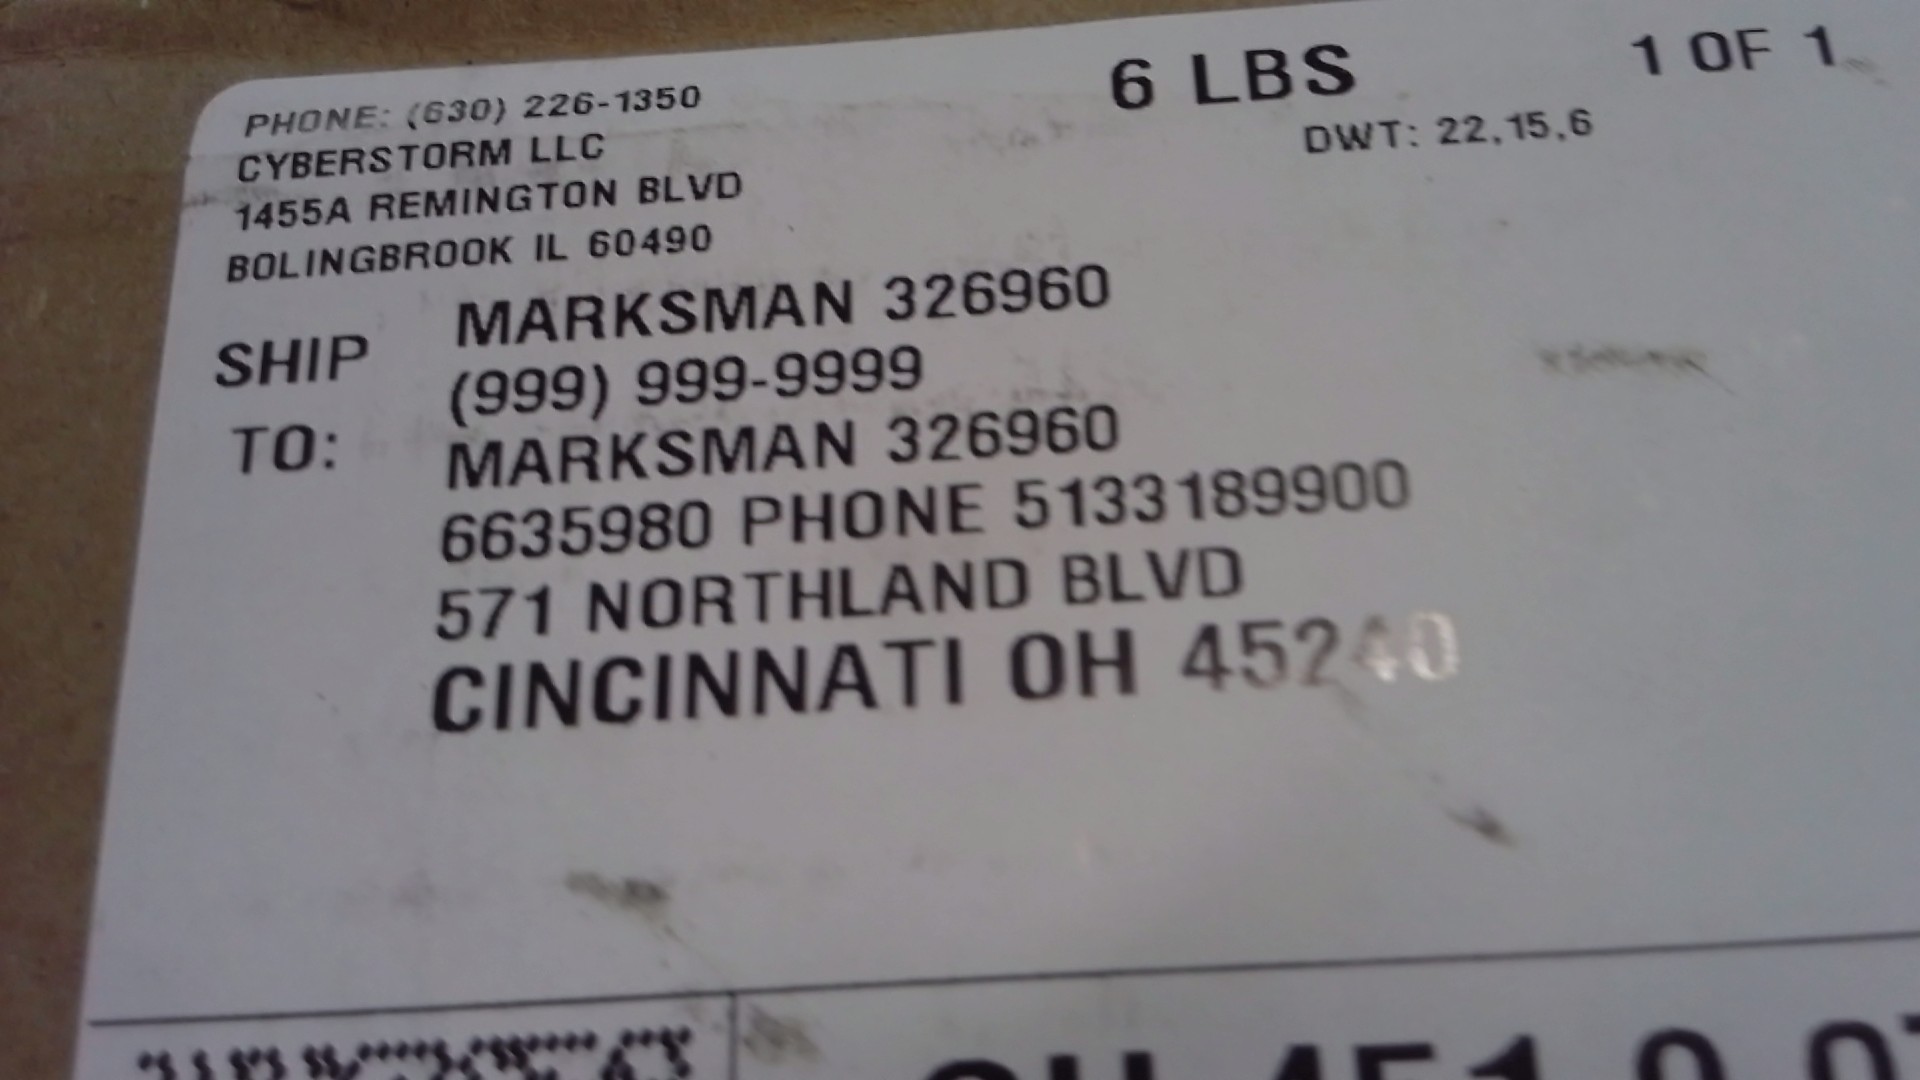 PHONE: (630) 226-1350
CYBERSTORM LLC
1455A REMINGTON BLVD
BOLINGBROOK IL 60490
6 LBS
1 OF 1
DWT: 22,15,6
SHIP TO:
MARKSMAN 326960
(999) 999-9999
MARKSMAN 326960
6635980 PHONE 5133189900
571 NORTHLAND BLVD
CINCINNATI OH 45240